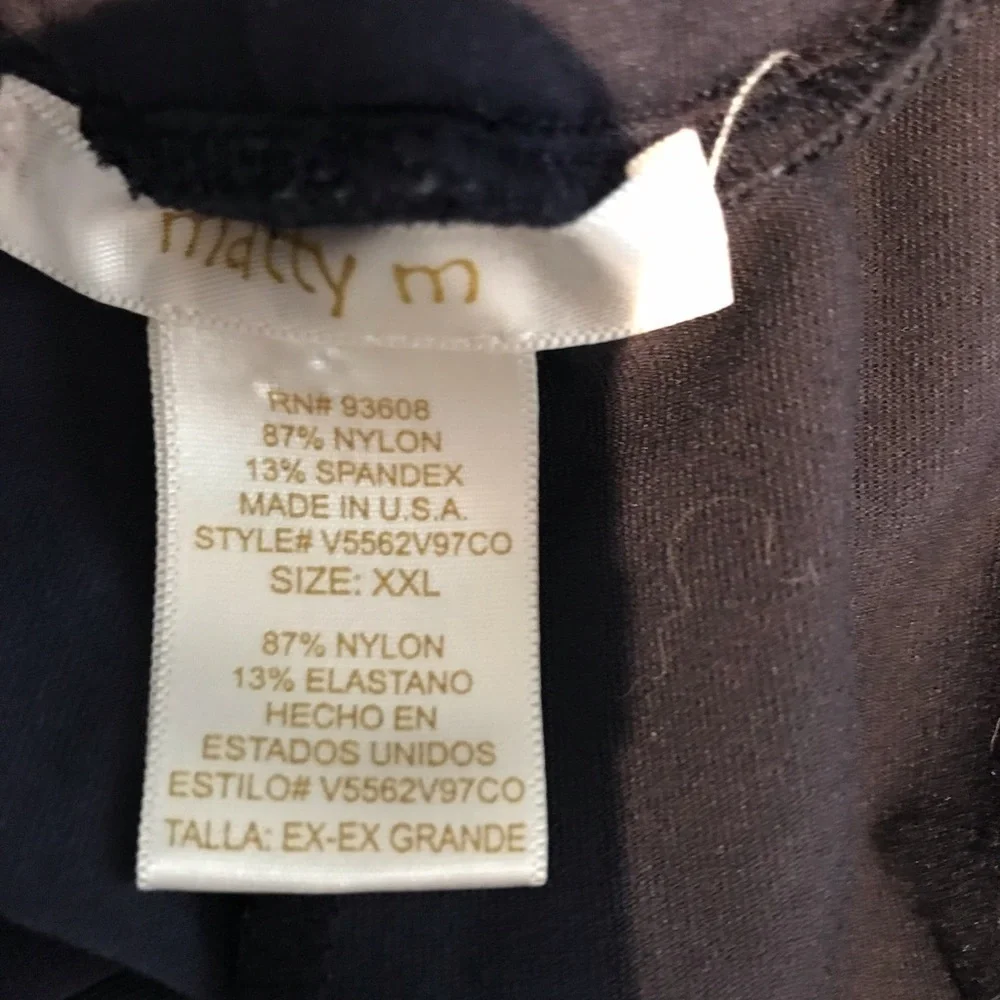 matty m
RN# 93608
87% NYLON
13% SPANDEX
MADE IN U.S.A.
STYLE# V5562V97CO
SIZE: XXL
87% NYLON
13% ELASTANO
HECHO EN
ESTADOS UNIDOS
ESTILO# V5562V97CO
TALLA: EX-EX GRANDE